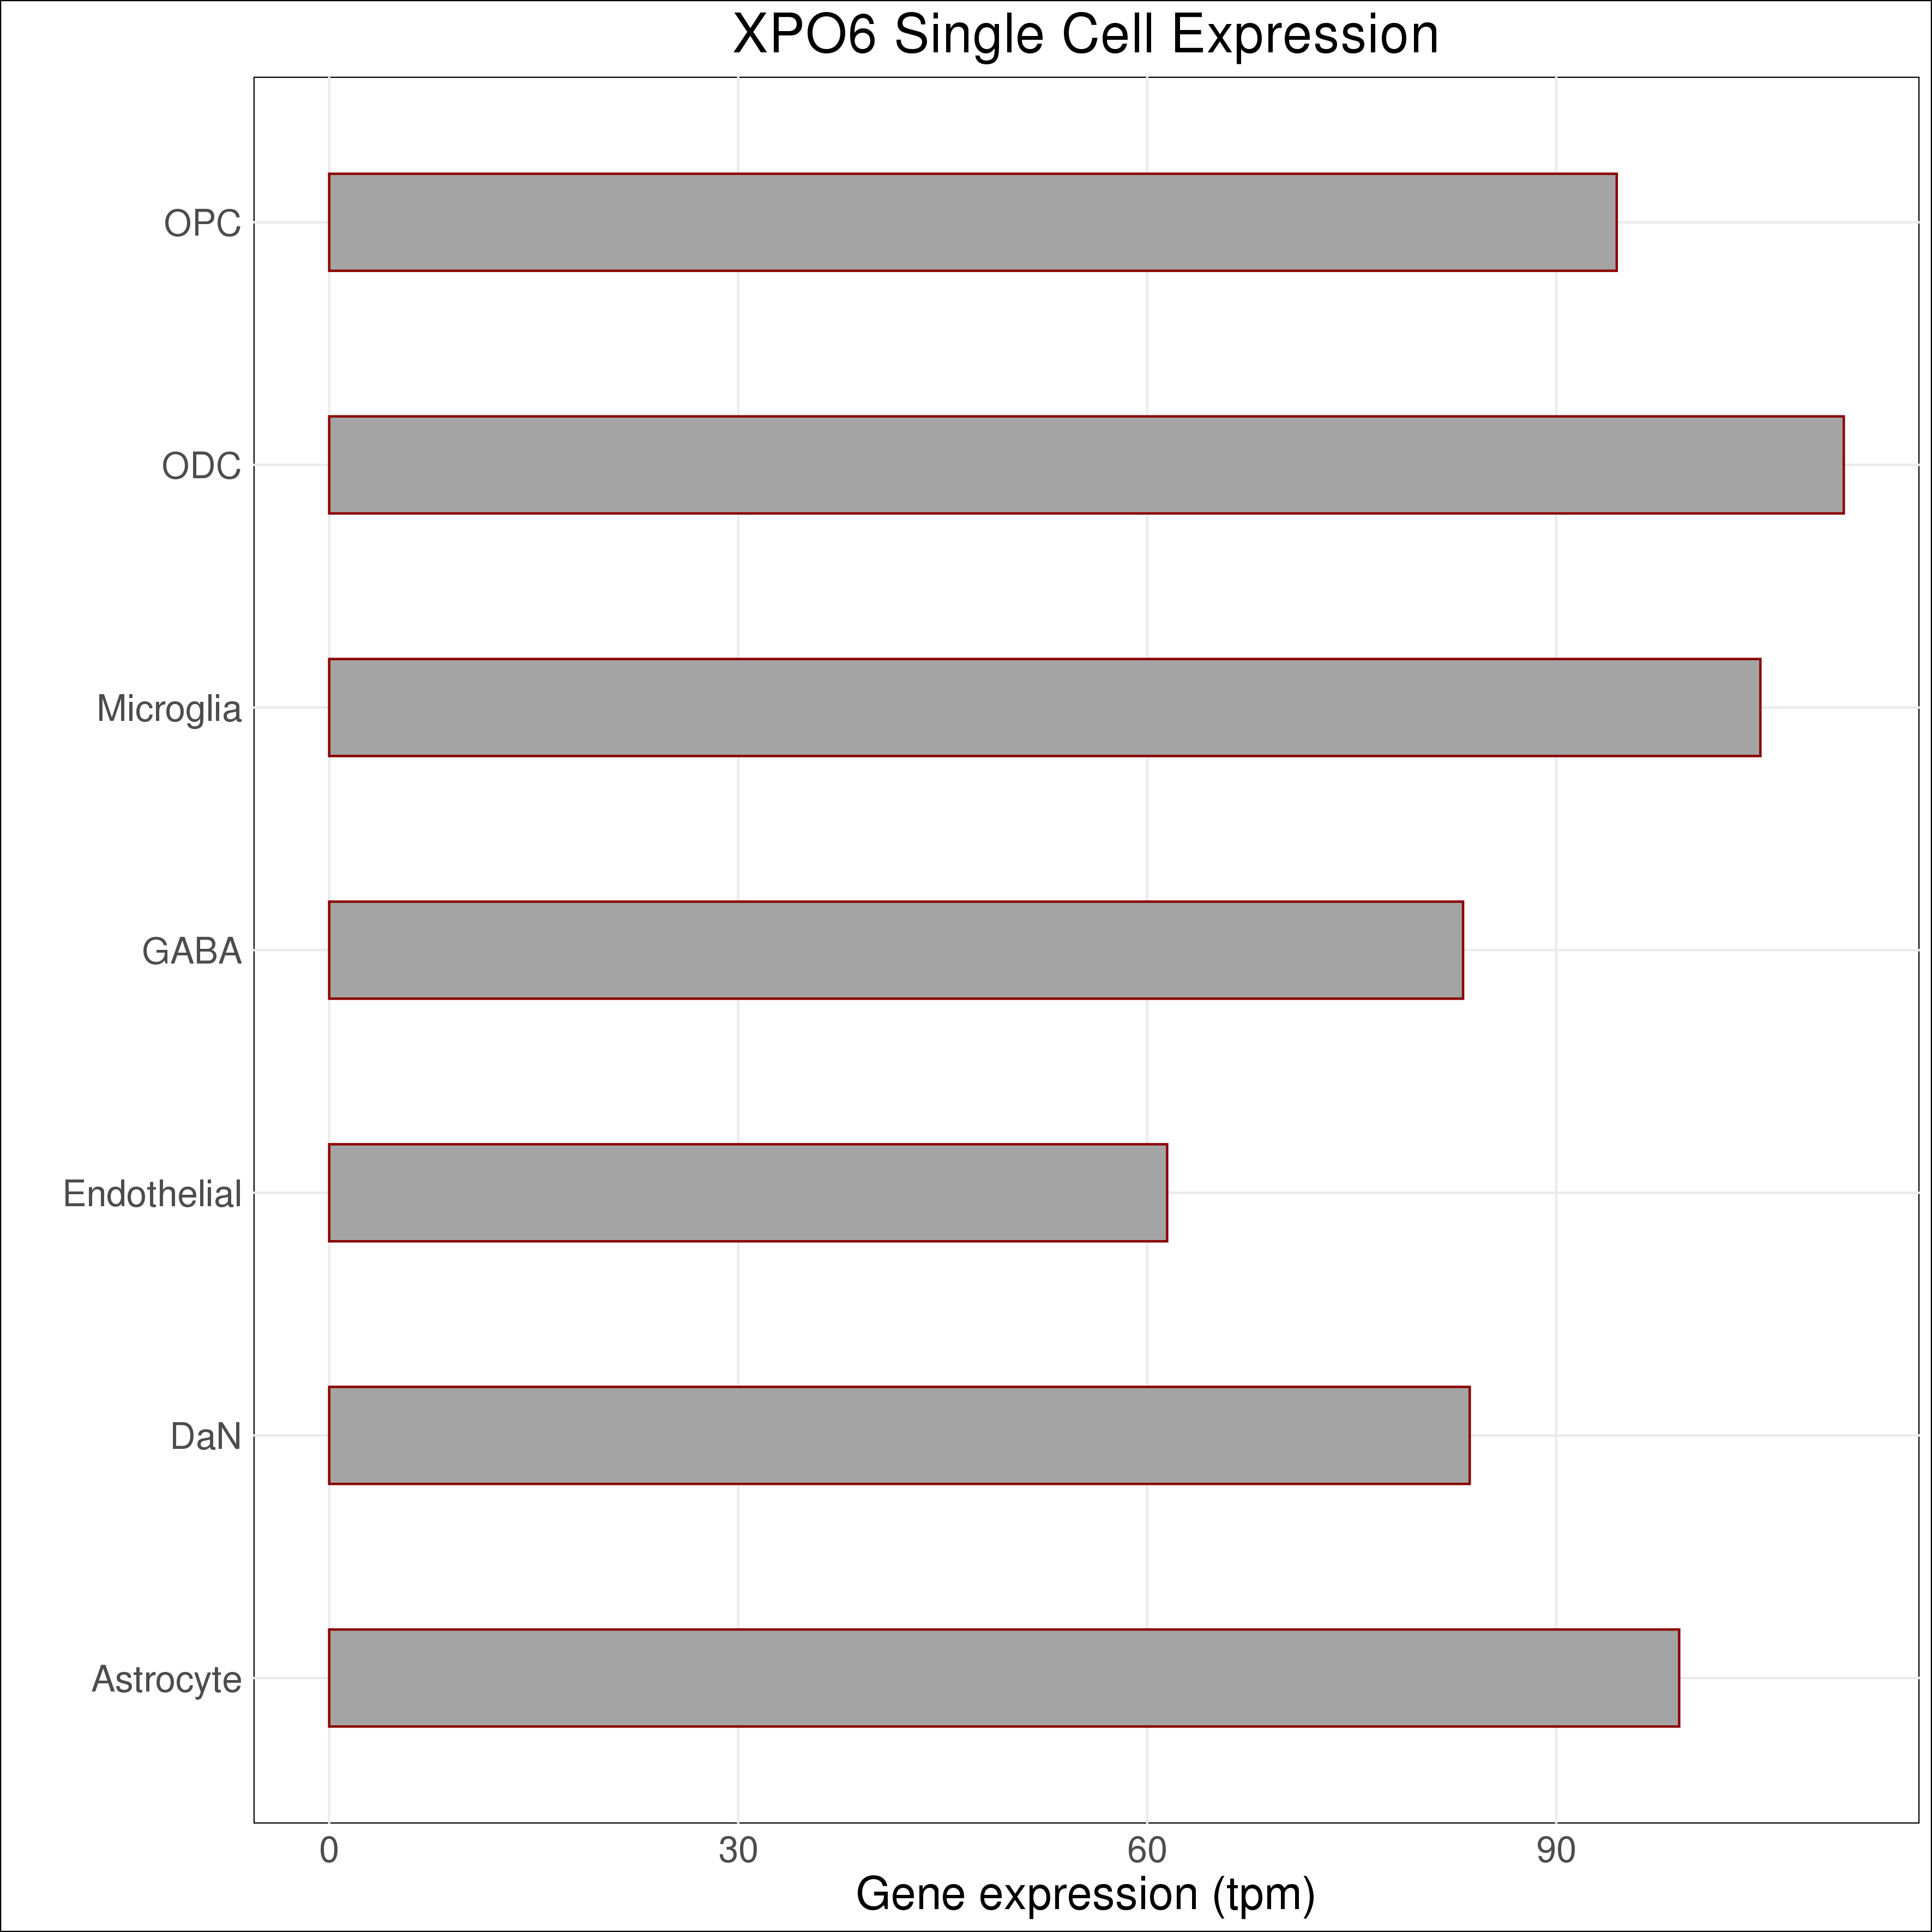 XPO6 Single Cell Expression
OPC
ODC
Microglia
GABA
Endothelial
DaN
Astrocyte
0 30 60 90
Gene expression (tpm)